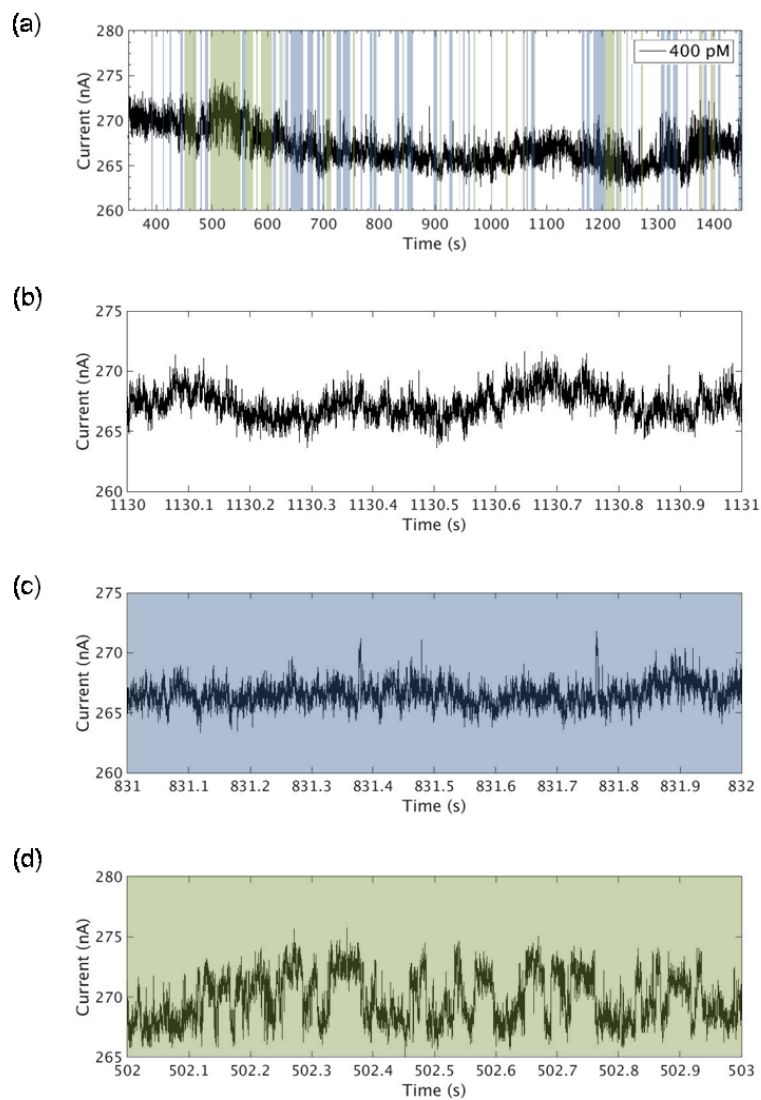 (a)
280
275
270
265
260
Current (nA)
400 pM
400 500 600 700 800 900 1000 1100 1200 1300 1400
Time (s)
(b)
275
270
265
260
Current (nA)
1130 1130.1 1130.2 1130.3 1130.4 1130.5 1130.6 1130.7 1130.8 1130.9 1131
Time (s)
(c)
275
270
265
260
Current (nA)
831 831.1 831.2 831.3 831.4 831.5 831.6 831.7 831.8 831.9 832
Time (s)
(d)
280
275
270
265
Current (nA)
502 502.1 502.2 502.3 502.4 502.5 502.6 502.7 502.8 502.9 503
Time (s)